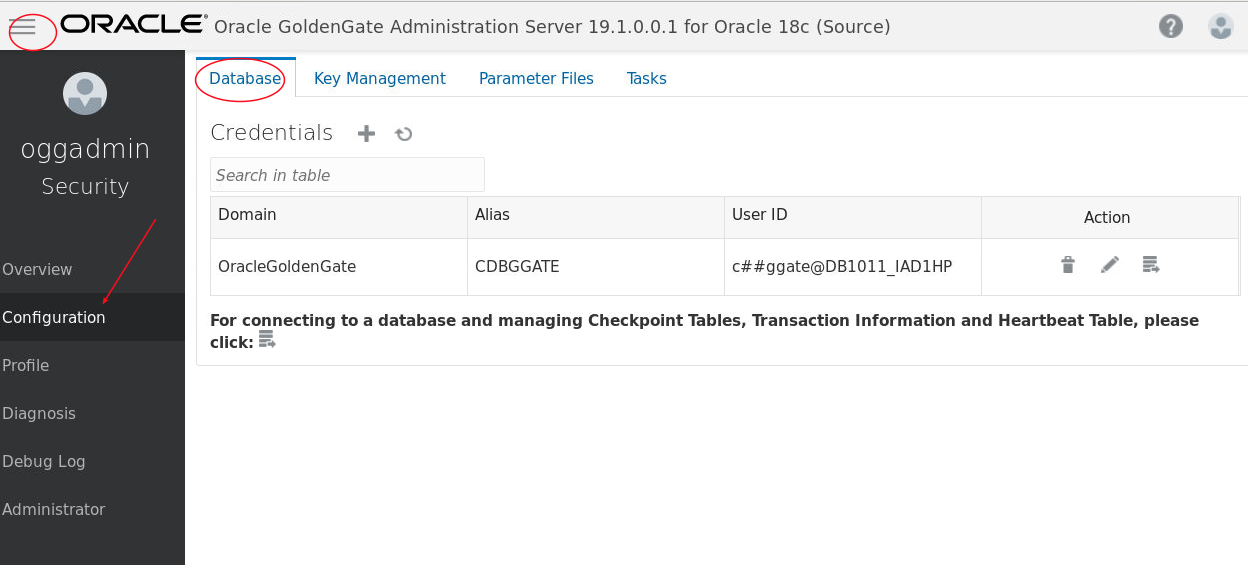 ORACLE® Oracle GoldenGate Administration Server 19.1.0.0.1 for Oracle 18c (Source)
oggadmin
Security
Overview
Configuration
Profile
Diagnosis
Debug Log
Administrator
Database Key Management Parameter Files Tasks
Credentials
Search in table
Domain Alias User ID Action
OracleGoldenGate CDBGGATE c##ggate@DB1011_IAD1HP
For connecting to a database and managing Checkpoint Tables, Transaction Information and Heartbeat Table, please
click: